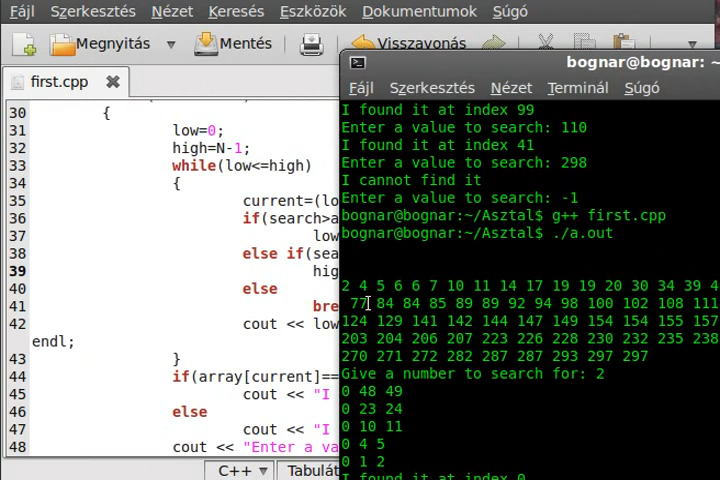 Fájl Szerkesztés Nézet Keresés Eszközök Dokumentumok Súgó
Megnyitás Mentés Visszavonás
first.cpp
30 {
31 low=0;
32 high=N-1;
33 while(low<=high)
34 {
35 current=(lo
36 if(search>a
37 low
38 else if(sea
39 hig
40 else
41 bre
42 cout << low
endl;
43 }
44 if(array[current]==
45 cout << "I
46 else
47 cout << "I
48 cout << "Enter a va
C++ Tabulát
bognar@bognar: ~
Fájl Szerkesztés Nézet Terminál Súgó
I found it at index 99
Enter a value to search: 110
I found it at index 41
Enter a value to search: 298
I cannot find it
Enter a value to search: -1
bognar@bognar:~/Asztal$ g++ first.cpp
bognar@bognar:~/Asztal$ ./a.out
2 4 5 6 6 7 10 11 14 17 19 19 20 30 34 39 4
77 84 84 85 89 89 92 94 98 100 102 108 111
124 129 141 142 144 147 149 154 154 155 157
203 204 206 207 223 226 228 230 232 235 238
270 271 272 282 287 287 293 297 297
Give a number to search for: 2
0 48 49
0 23 24
0 10 11
0 4 5
0 1 2
I found it at index 0